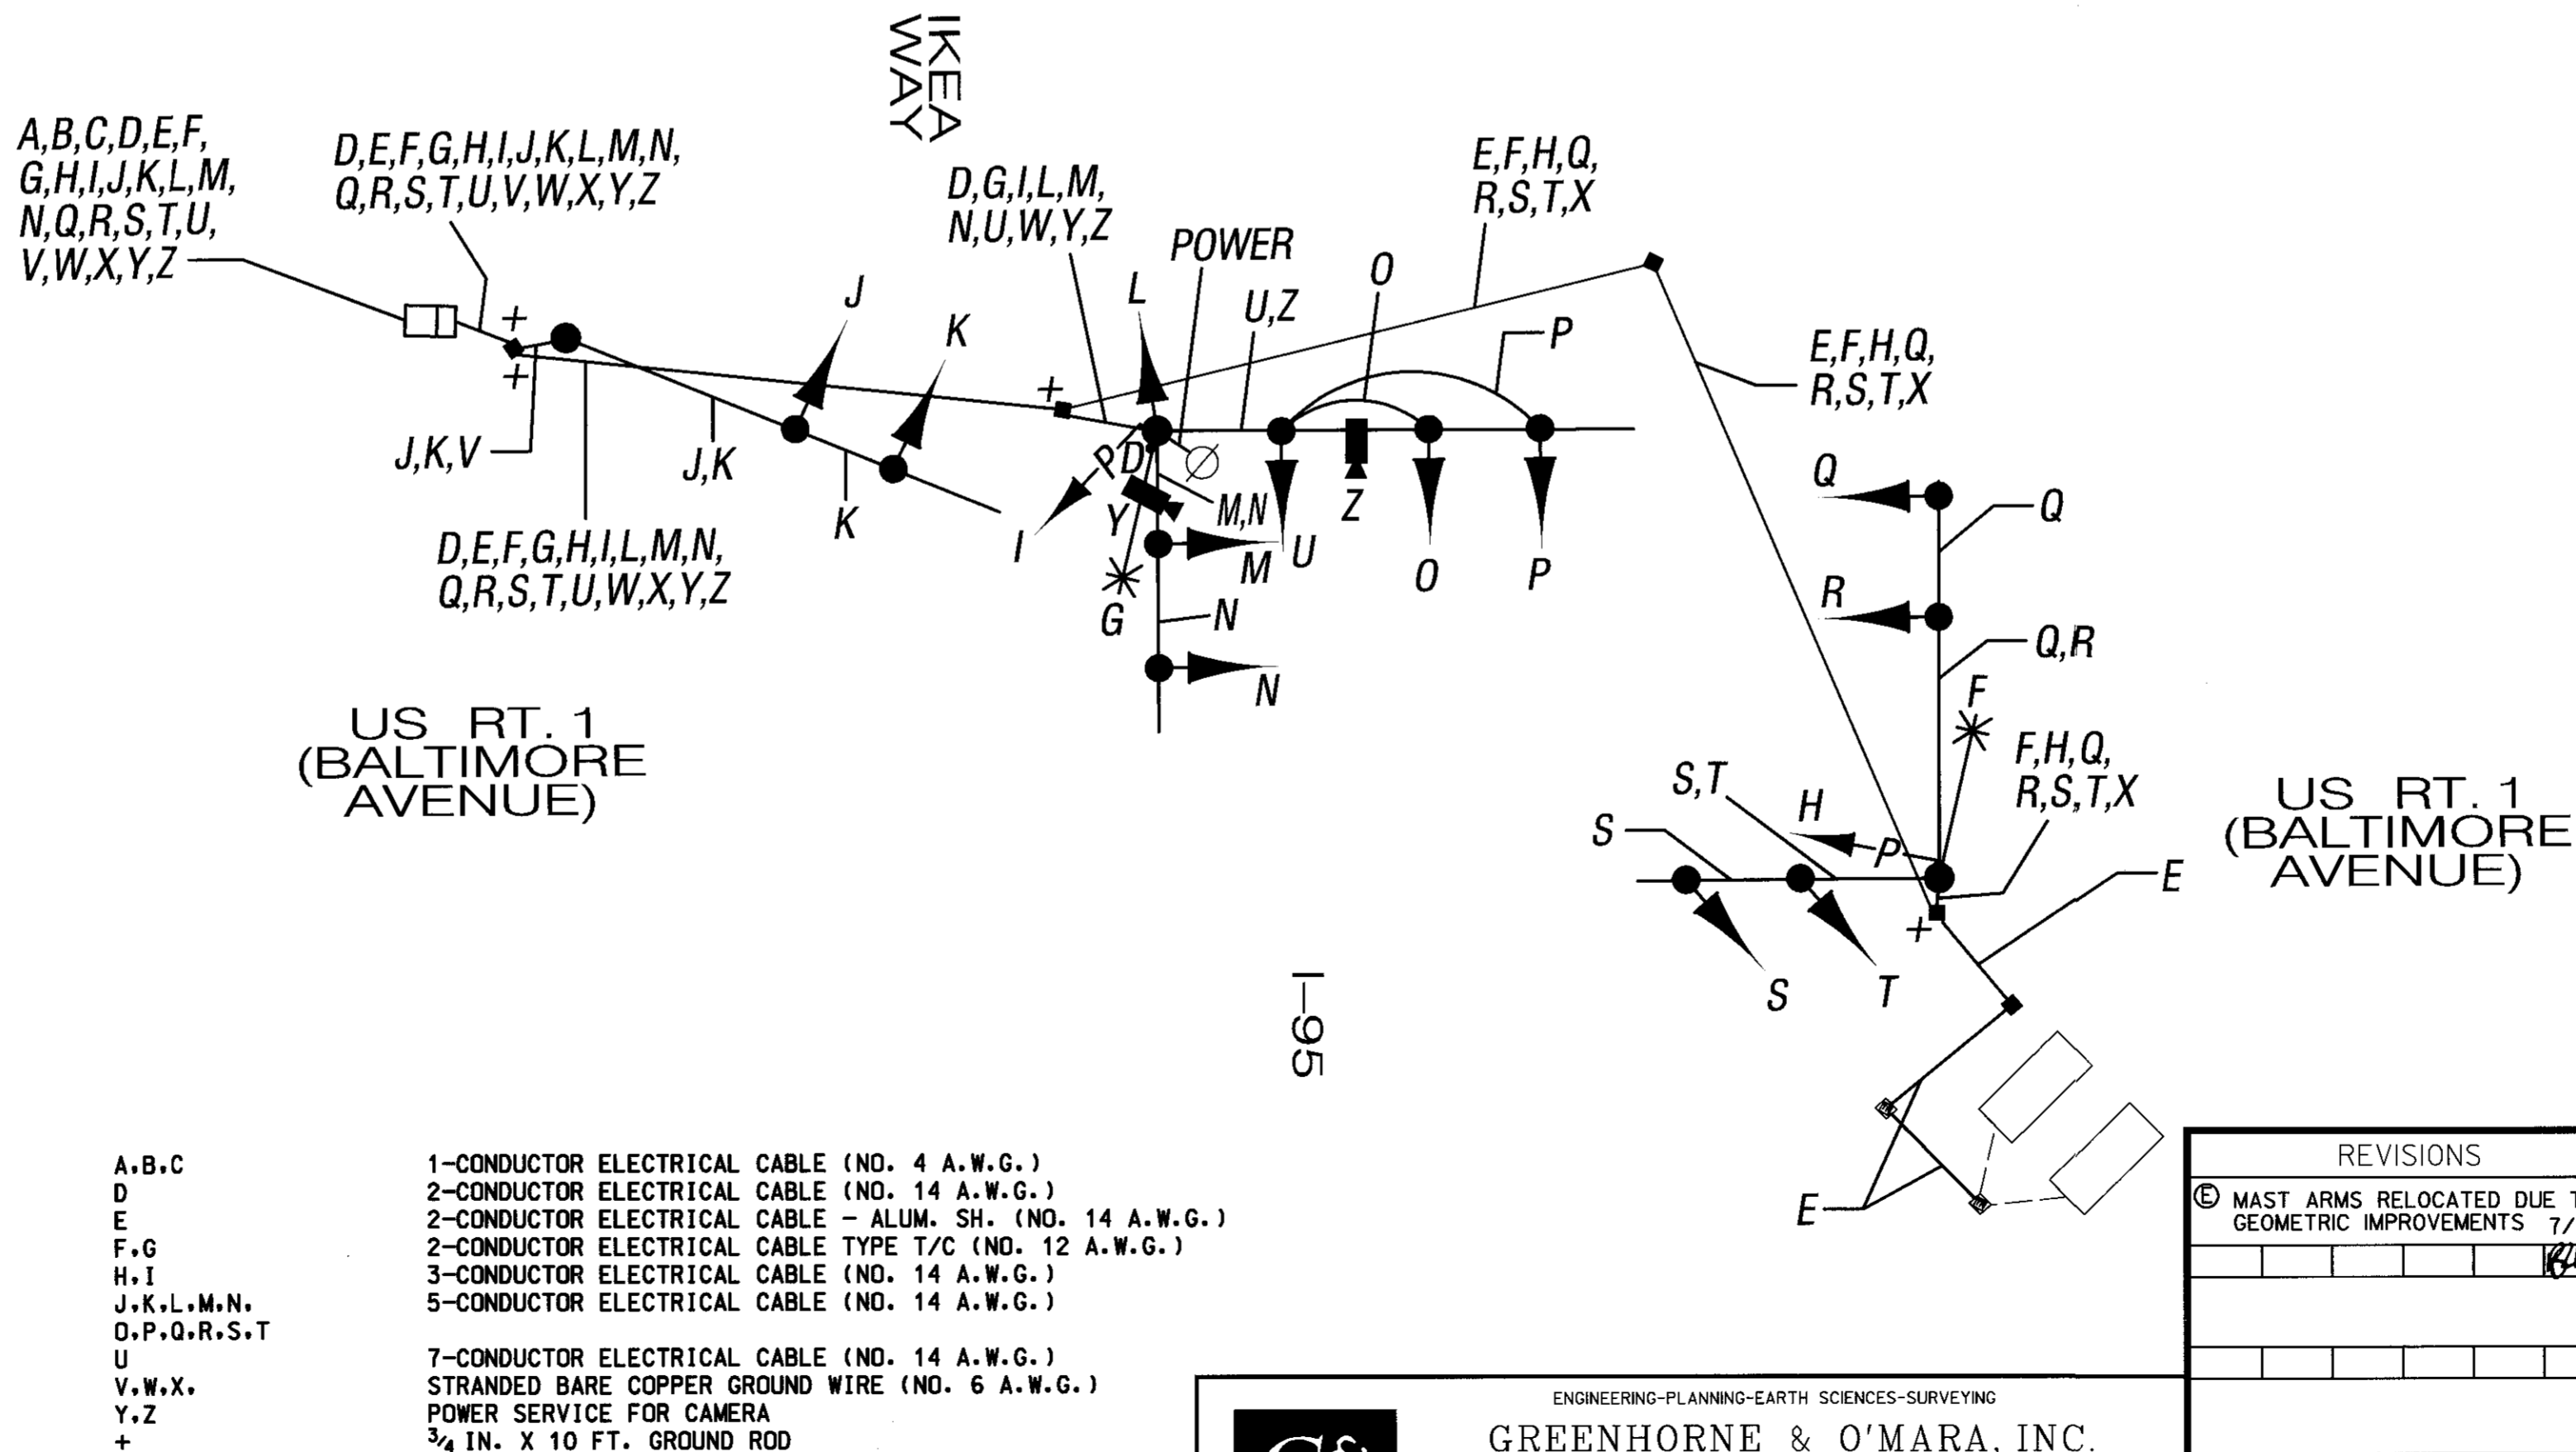 IKEA
WAY
A,B,C,D,E,F,
G,H,I,J,K,L,M,
N,Q,R,S,T,U,
V,W,X,Y,Z
D,E,F,G,H,I,J,K,L,M,N,
Q,R,S,T,U,V,W,X,Y,Z
D,G,I,L,M,
N,U,W,Y,Z
POWER
E,F,H,Q,
R,S,T,X
L
U,Z
O
P
J
K
+
+
+
E,F,H,Q,
R,S,T,X
J,K,V
J,K
K
P
D
Y
M,N
I
Z
Q
Q
D,E,F,G,H,I,L,M,N,
Q,R,S,T,U,W,X,Y,Z
M
U
O
P
G
N
N
R
Q,R
F
F,H,Q,
R,S,T,X
US RT. 1
(BALTIMORE
AVENUE)
S,T
H
P
S
E
US RT. 1
(BALTIMORE
AVENUE)
+
S
T
I-95
E
A,B,C 1-CONDUCTOR ELECTRICAL CABLE (NO. 4 A.W.G.)
D 2-CONDUCTOR ELECTRICAL CABLE (NO. 14 A.W.G.)
E 2-CONDUCTOR ELECTRICAL CABLE - ALUM. SH. (NO. 14 A.W.G.)
F,G 2-CONDUCTOR ELECTRICAL CABLE TYPE T/C (NO. 12 A.W.G.)
H,I 3-CONDUCTOR ELECTRICAL CABLE (NO. 14 A.W.G.)
J,K,L,M,N, 5-CONDUCTOR ELECTRICAL CABLE (NO. 14 A.W.G.)
O,P,Q,R,S,T
U 7-CONDUCTOR ELECTRICAL CABLE (NO. 14 A.W.G.)
V,W,X, STRANDED BARE COPPER GROUND WIRE (NO. 6 A.W.G.)
Y,Z POWER SERVICE FOR CAMERA
+ 3/4 IN. X 10 FT. GROUND ROD
REVISIONS
Ⓔ MAST ARMS RELOCATED DUE
GEOMETRIC IMPROVEMENTS 7/
ENGINEERING-PLANNING-EARTH SCIENCES-SURVEYING
GREENHORNE & O'MARA, INC.